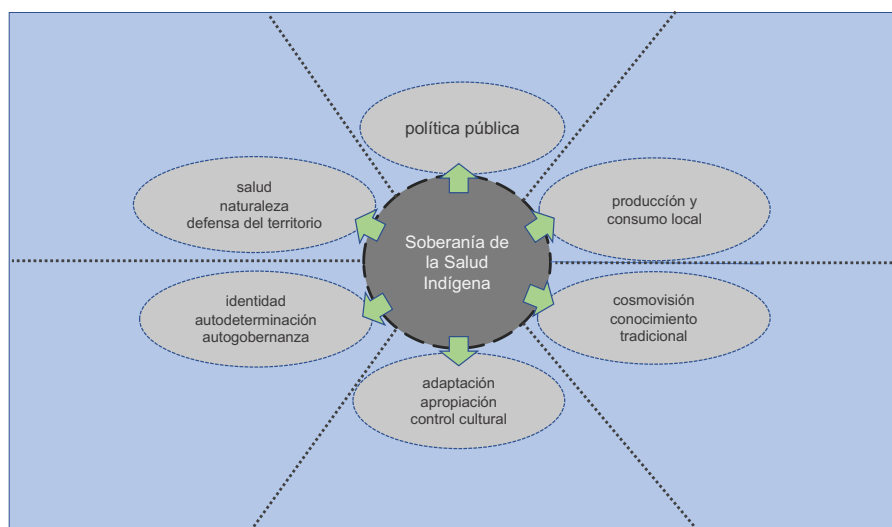 política pública
salud
naturaleza
defensa del territorio
producción y
consumo local
Soberanía de
la Salud
Indígena
identidad
autodeterminación
autogobernanza
cosmovisión
conocimiento
tradicional
adaptación
apropiación
control cultural